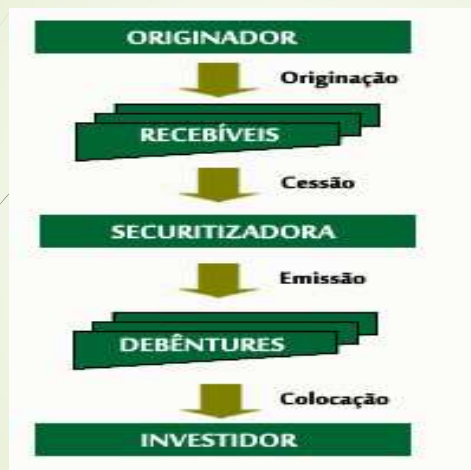 ORIGINADOR
Originação
RECEBÍVEIS
Cessão
SECURITIZADORA
Emissão
DEBÊNTURES
Colocação
INVESTIDOR